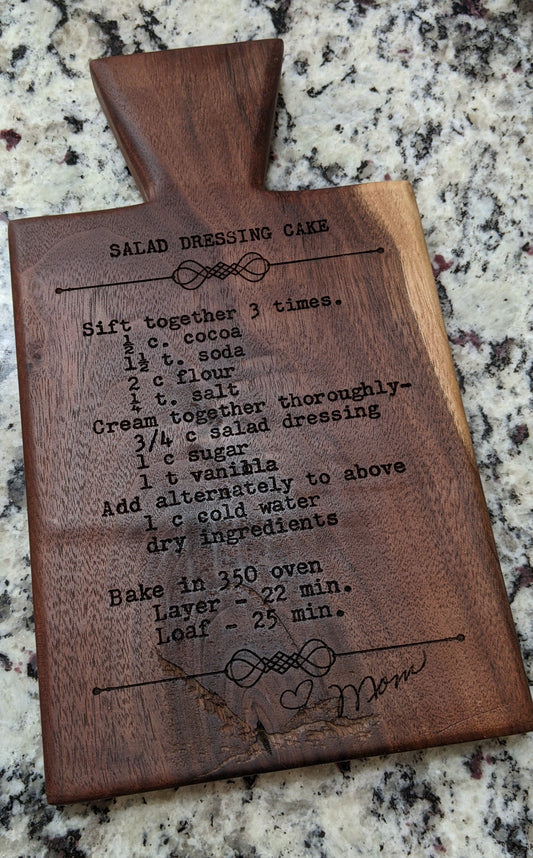 SALAD DRESSING CAKE
Sift together 3 times.
½ c. cocoa
1½ t. soda
2 c flour
¼ t. salt
Cream together thoroughly-
3/4 c salad dressing
1 c sugar
1 t vanilla
Add alternately to above
1 c cold water
dry ingredients
Bake in 350 oven
Layer - 22 min.
Loaf - 25 min.
♡ Mom